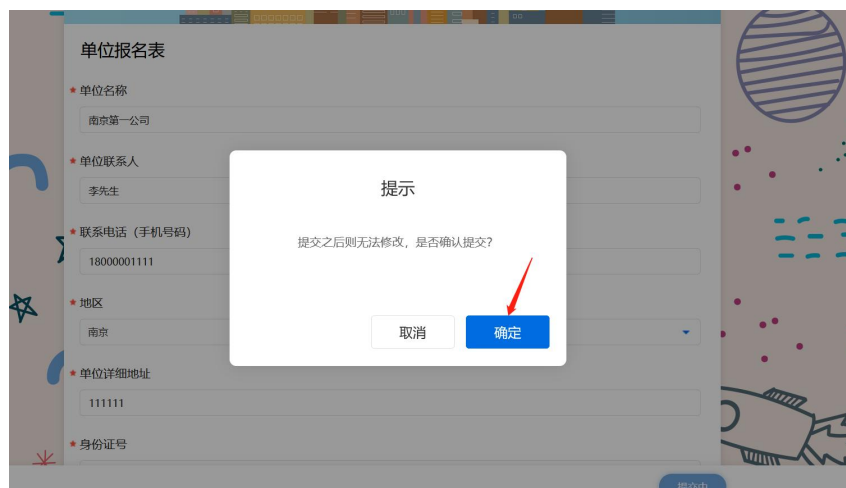 单位报名表
* 单位名称
南京第一公司
* 单位联系人
李先生
* 联系电话（手机号码）
18000001111
* 地区
南京
* 单位详细地址
111111
* 身份证号
提示
提交之后则无法修改，是否确认提交？
取消
确定
提交中